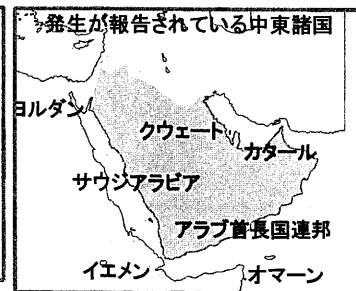 発生が報告されている中東諸国
ヨルダン
クウェート
カタール
サウジアラビア
アラブ首長国連邦
イエメン
オマーン